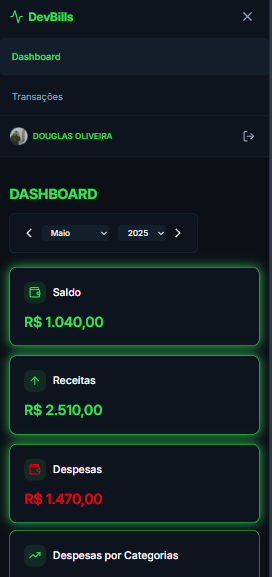 DevBills
Dashboard
Transações
DOUGLAS OLIVEIRA
DASHBOARD
Maio 2025
Saldo
R$ 1.040,00
Receitas
R$ 2.510,00
Despesas
R$ 1.470,00
Despesas por Categorias